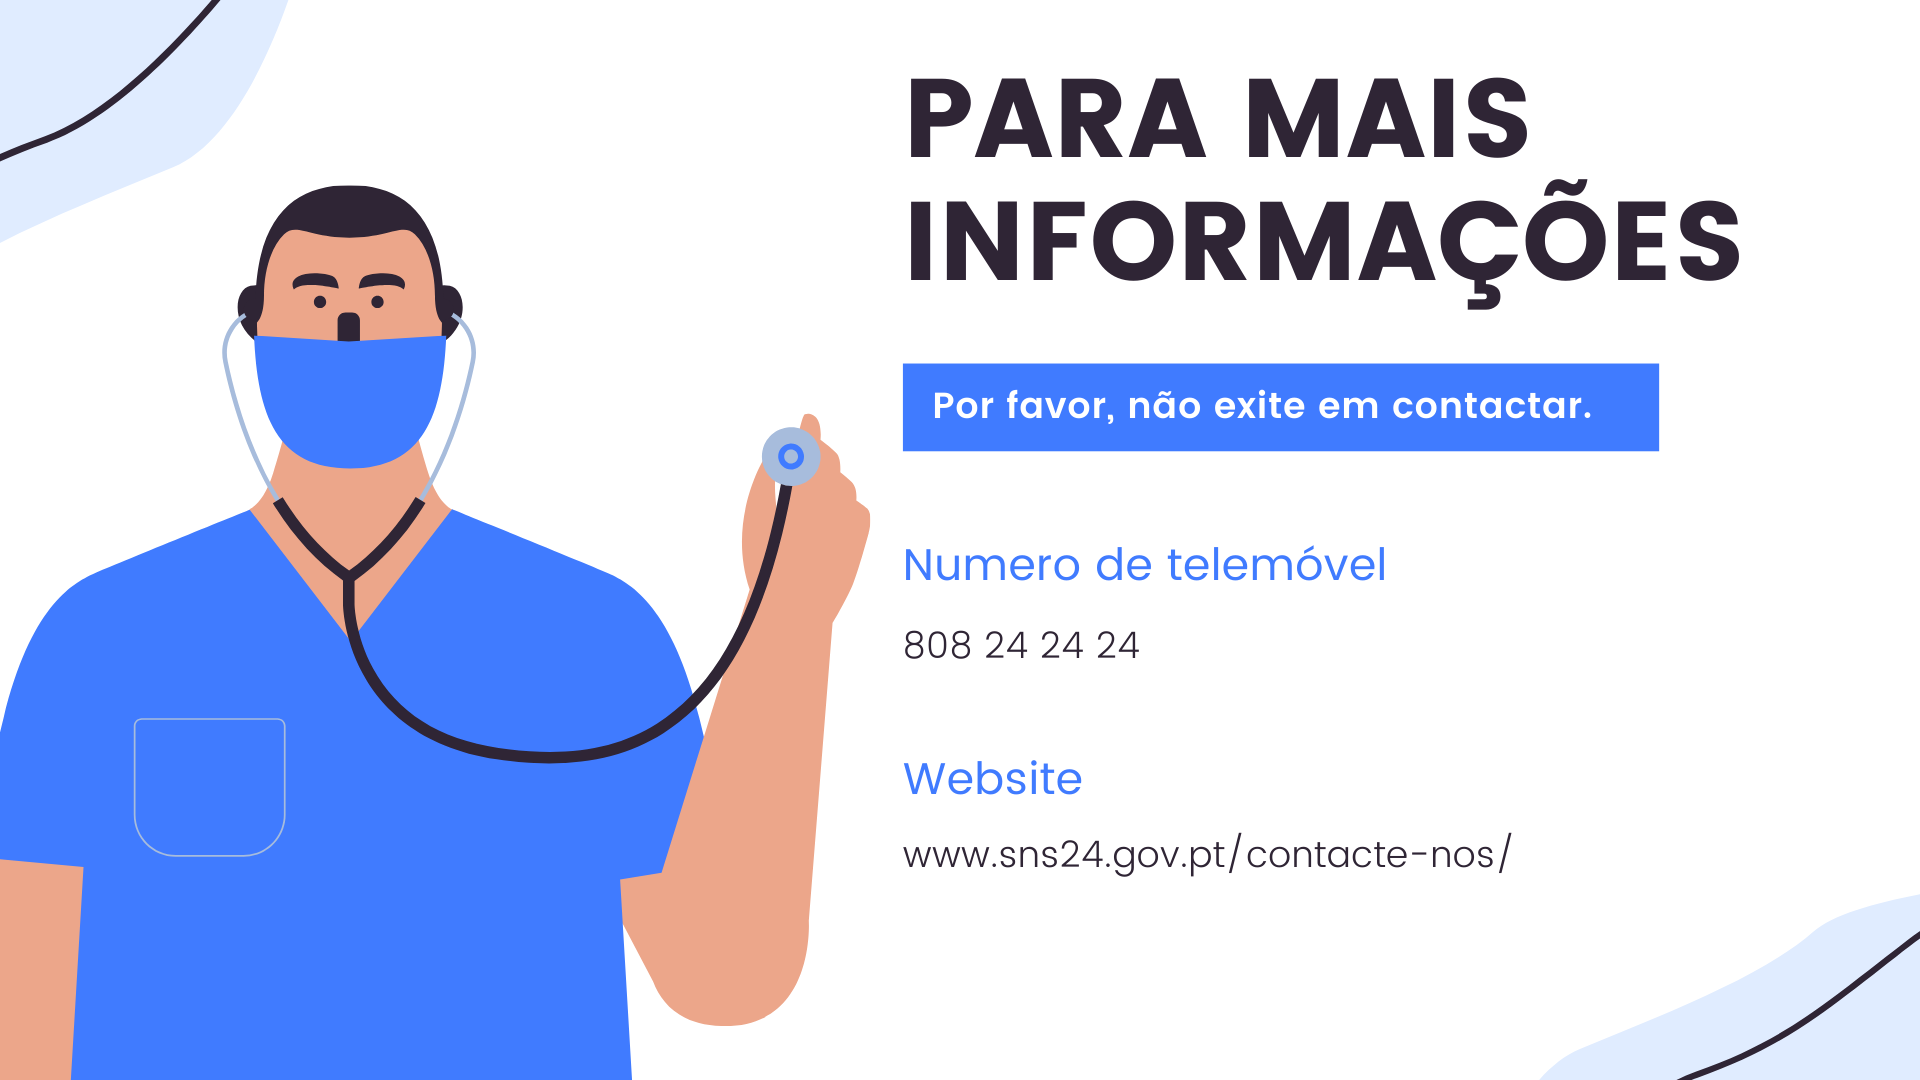 PARA MAIS
INFORMAÇÕES
Por favor, não exite em contactar.
Numero de telemóvel
808 24 24 24
Website
www.sns24.gov.pt/contacte-nos/